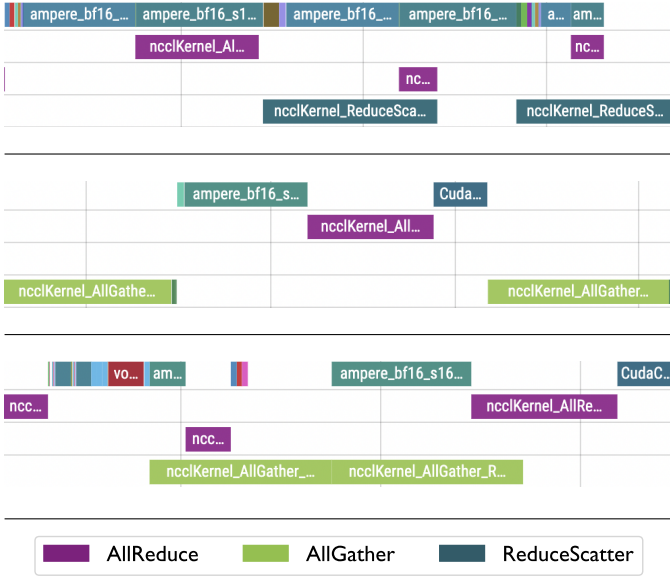 ampere_bf16_... ampere_bf16_s1... ampere_bf16_... ampere_bf16_... a... am...
ncclKernel_Al... nc...
nc...
ncclKernel_ReduceSca... ncclKernel_ReduceS...
ampere_bf16_s... Cuda...
ncclKernel_All...
ncclKernel_AllGathe... ncclKernel_AllGather...
vo... am... ampere_bf16_s16... CudaC...
ncc... ncclKernel_AllRe...
ncc...
ncclKernel_AllGather_... ncclKernel_AllGather_R...
AllReduce AllGather ReduceScatter